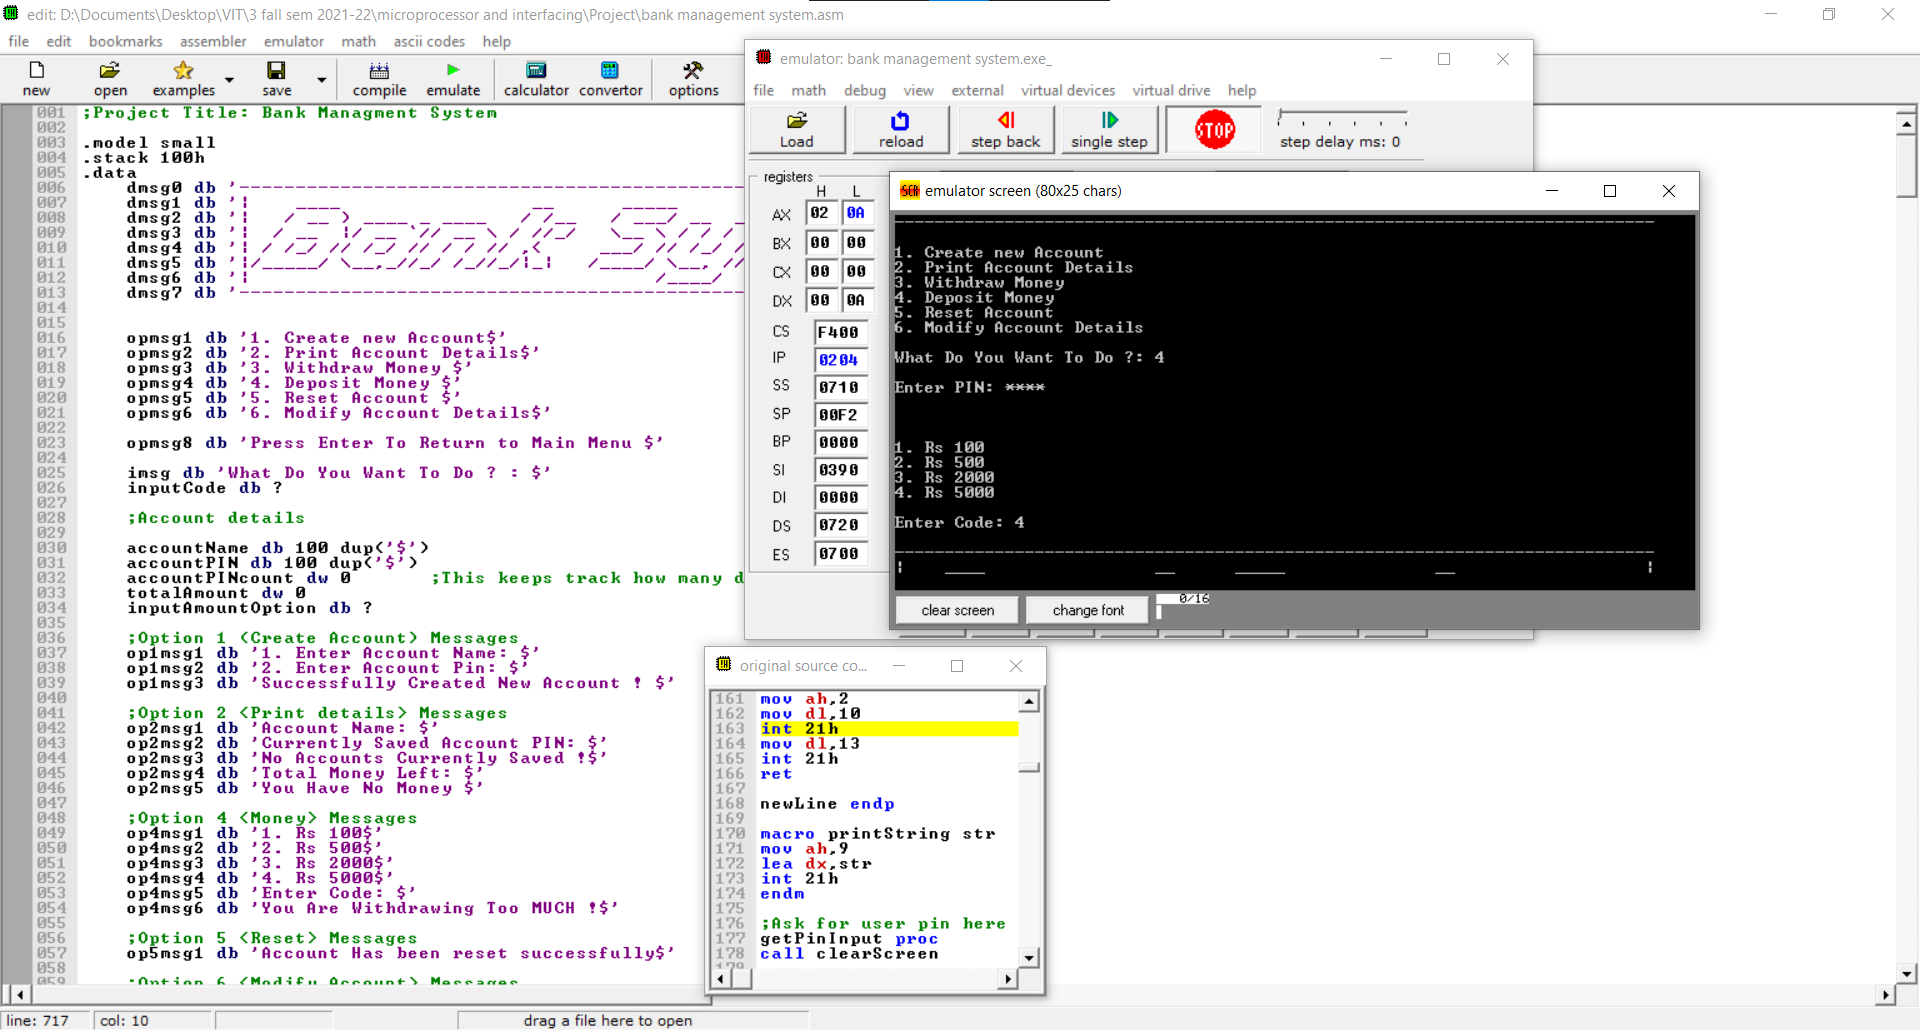 edit: D:\Documents\Desktop\VIT\3 fall sem 2021-22\microprocessor and interfacing\Project\bank management system.asm
file edit bookmarks assembler emulator math ascii codes help
new open examples save compile emulate calculator convertor options
001 ;Project Title: Bank Managment System
002
003 .model small
004 .stack 100h
005 .data
006 dmsg0 db '
007 dmsg1 db '
008 dmsg2 db '
009 dmsg3 db '
010 dmsg4 db '
011 dmsg5 db '
012 dmsg6 db '
013 dmsg7 db '
014
015
016 opmsg1 db '1. Create new Account$'
017 opmsg2 db '2. Print Account Details$'
018 opmsg3 db '3. Withdraw Money $'
019 opmsg4 db '4. Deposit Money $'
020 opmsg5 db '5. Reset Account $'
021 opmsg6 db '6. Modify Account Details$'
022
023 opmsg8 db 'Press Enter To Return to Main Menu $'
024
025 imsg db 'What Do You Want To Do ? : $'
026 inputCode db ?
027
028 ;Account details
029
030 accountName db 100 dup('$')
031 accountPIN db 100 dup('$')
032 accountPINcount dw 0 ;This keeps track how many d
033 totalAmount dw 0
034 inputAmountOption db ?
035
036 ;Option 1 (Create Account) Messages
037 op1msg1 db '1. Enter Account Name: $'
038 op1msg2 db '2. Enter Account Pin: $'
039 op1msg3 db 'Successfully Created New Account ! $'
040
041 ;Option 2 (Print details) Messages
042 op2msg1 db 'Account Name: $'
043 op2msg2 db 'Currently Saved Account PIN: $'
044 op2msg3 db 'No Accounts Currently Saved !$'
045 op2msg4 db 'Total Money Left: $'
046 op2msg5 db 'You Have No Money $'
047
048 ;Option 4 (Money) Messages
049 op4msg1 db '1. Rs 100$'
050 op4msg2 db '2. Rs 500$'
051 op4msg3 db '3. Rs 2000$'
052 op4msg4 db '4. Rs 5000$'
053 op4msg5 db 'Enter Code: $'
054 op4msg6 db 'You Are Withdrawing Too MUCH !$'
055
056 ;Option 5 (Reset) Messages
057 op5msg1 db 'Account Has been reset successfully$'
058
059 ;Option 6 (Modify Account) Messages
line: 717 col: 10 drag a file here to open
emulator: bank management system.exe_
file math debug view external virtual devices virtual drive help
Load reload step back single step STOP step delay ms: 0
registers
H L
AX 02 0A
BX 00 00
CX 00 00
DX 00 0A
CS F400
IP 0204
SS 0710
SP 00F2
BP 0000
SI 0390
DI 0000
DS 0720
ES 0700
SCR emulator screen (80x25 chars)
1. Create new Account
2. Print Account Details
3. Withdraw Money
4. Deposit Money
5. Reset Account
6. Modify Account Details
What Do You Want To Do ?: 4
Enter PIN: ****
1. Rs 100
2. Rs 500
3. Rs 2000
4. Rs 5000
Enter Code: 4
clear screen change font 0/16
original source co...
161 mov ah,2
162 mov dl,10
163 int 21h
164 mov dl,13
165 int 21h
166 ret
167
168 newLine endp
169
170 macro printString str
171 mov ah,9
172 lea dx,str
173 int 21h
174 endm
175
176 ;Ask for user pin here
177 getPinInput proc
178 call clearScreen
179